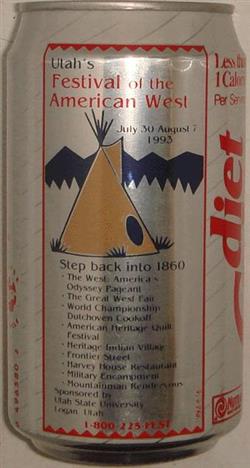 Utah's
Festival of the
American West
July 30 August 7
1993
Step back into 1860
· The West: America's
Odyssey Pageant
· The Great West Fair
· World Championship
Dutchoven Cookoff
· American Heritage Quilt
Festival
· Heritage Indian Village
· Frontier Street
· Harvey House Restaurant
· Military Encampment
· Mountainman Rendezvous
Sponsored by
Utah State University
Logan, Utah
1-800-225-FEST
Less than
1 Calorie
Per Serv
diet